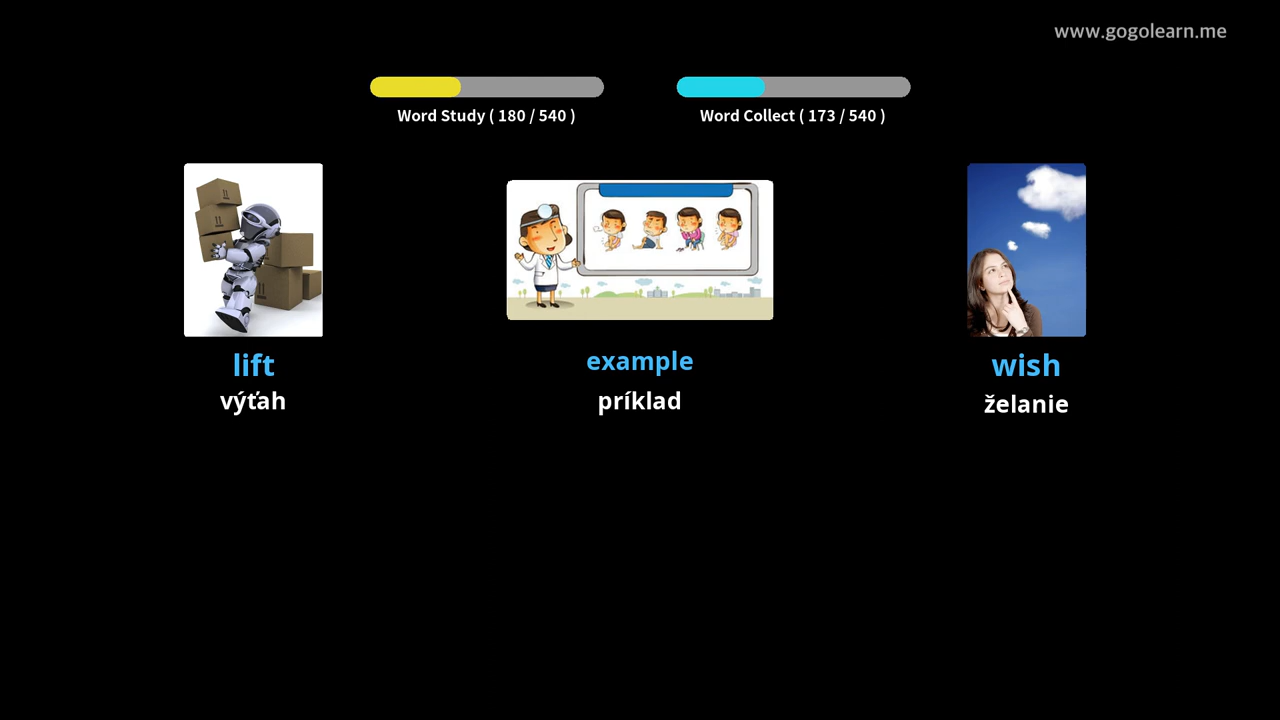 www.gogolearn.me
Word Study ( 180 / 540 )
Word Collect ( 173 / 540 )
lift
výťah
example
príklad
wish
želanie